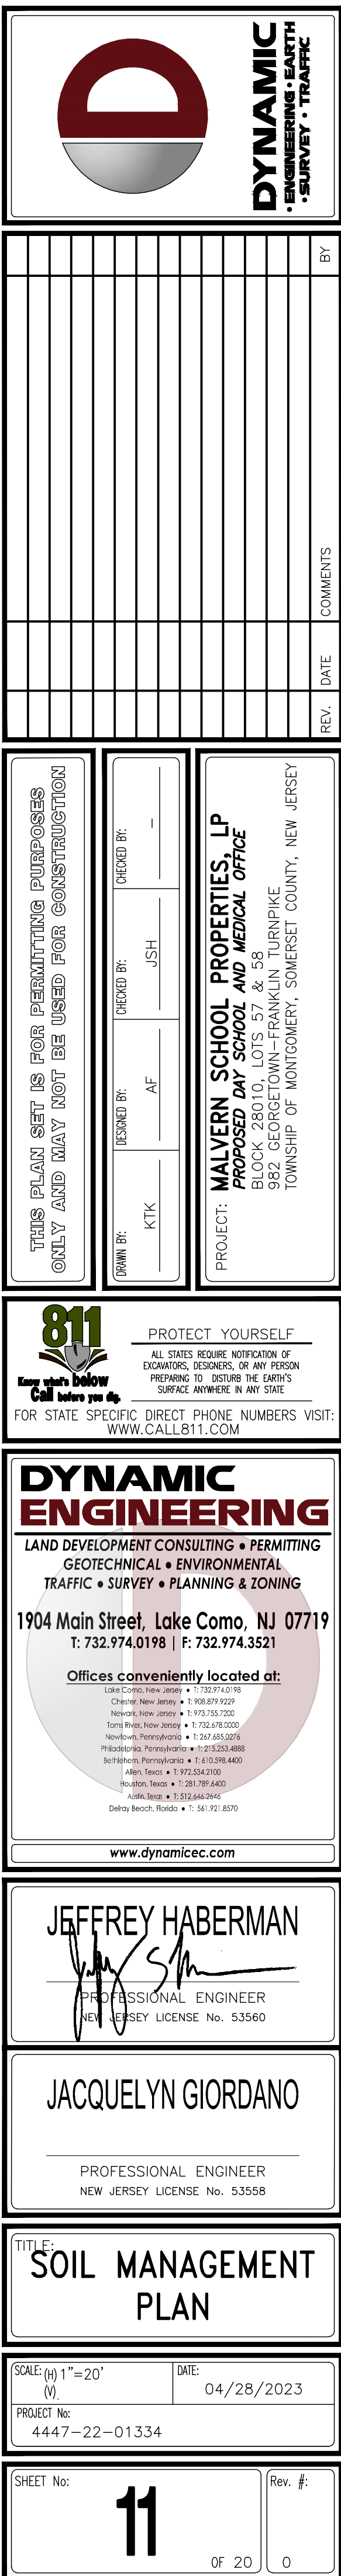 DYNAMIC
• ENGINEERING • EARTH
• SURVEY • TRAFFIC
REV. DATE COMMENTS BY
THIS PLAN SET IS FOR PERMITTING PURPOSES
ONLY AND MAY NOT BE USED FOR CONSTRUCTION
DRAWN BY:
KTK
DESIGNED BY:
AF
CHECKED BY:
JSH
CHECKED BY:
–
PROJECT: MALVERN SCHOOL PROPERTIES, LP
PROPOSED DAY SCHOOL AND MEDICAL OFFICE
BLOCK 28010, LOTS 57 & 58
982 GEORGETOWN-FRANKLIN TURNPIKE
TOWNSHIP OF MONTGOMERY, SOMERSET COUNTY, NEW JERSEY
811
Know what's below
Call before you dig.
PROTECT YOURSELF
ALL STATES REQUIRE NOTIFICATION OF
EXCAVATORS, DESIGNERS, OR ANY PERSON
PREPARING TO DISTURB THE EARTH'S
SURFACE ANYWHERE IN ANY STATE
FOR STATE SPECIFIC DIRECT PHONE NUMBERS VISIT:
WWW.CALL811.COM
DYNAMIC
ENGINEERING
LAND DEVELOPMENT CONSULTING • PERMITTING
GEOTECHNICAL • ENVIRONMENTAL
TRAFFIC • SURVEY • PLANNING & ZONING
1904 Main Street, Lake Como, NJ 07719
T: 732.974.0198 | F: 732.974.3521
Offices conveniently located at:
Lake Como, New Jersey • T: 732.974.0198
Chester, New Jersey • T: 908.879.9229
Newark, New Jersey • T: 973.755.7200
Toms River, New Jersey • T: 732.678.0000
Newtown, Pennsylvania • T: 267.685.0276
Philadelphia, Pennsylvania • T: 215.253.4888
Bethlehem, Pennsylvania • T: 610.598.4400
Allen, Texas • T: 972.534.2100
Houston, Texas • T: 281.789.6400
Austin, Texas • T: 512.646.2646
Delray Beach, Florida • T: 561.921.8570
www.dynamicec.com
JEFFREY HABERMAN
PROFESSIONAL ENGINEER
NEW JERSEY LICENSE No. 53560
JACQUELYN GIORDANO
PROFESSIONAL ENGINEER
NEW JERSEY LICENSE No. 53558
TITLE:
SOIL MANAGEMENT
PLAN
SCALE: (H) 1"=20'
(V)
DATE:
04/28/2023
PROJECT No:
4447-22-01334
SHEET No:
11
OF 20
Rev. #:
0